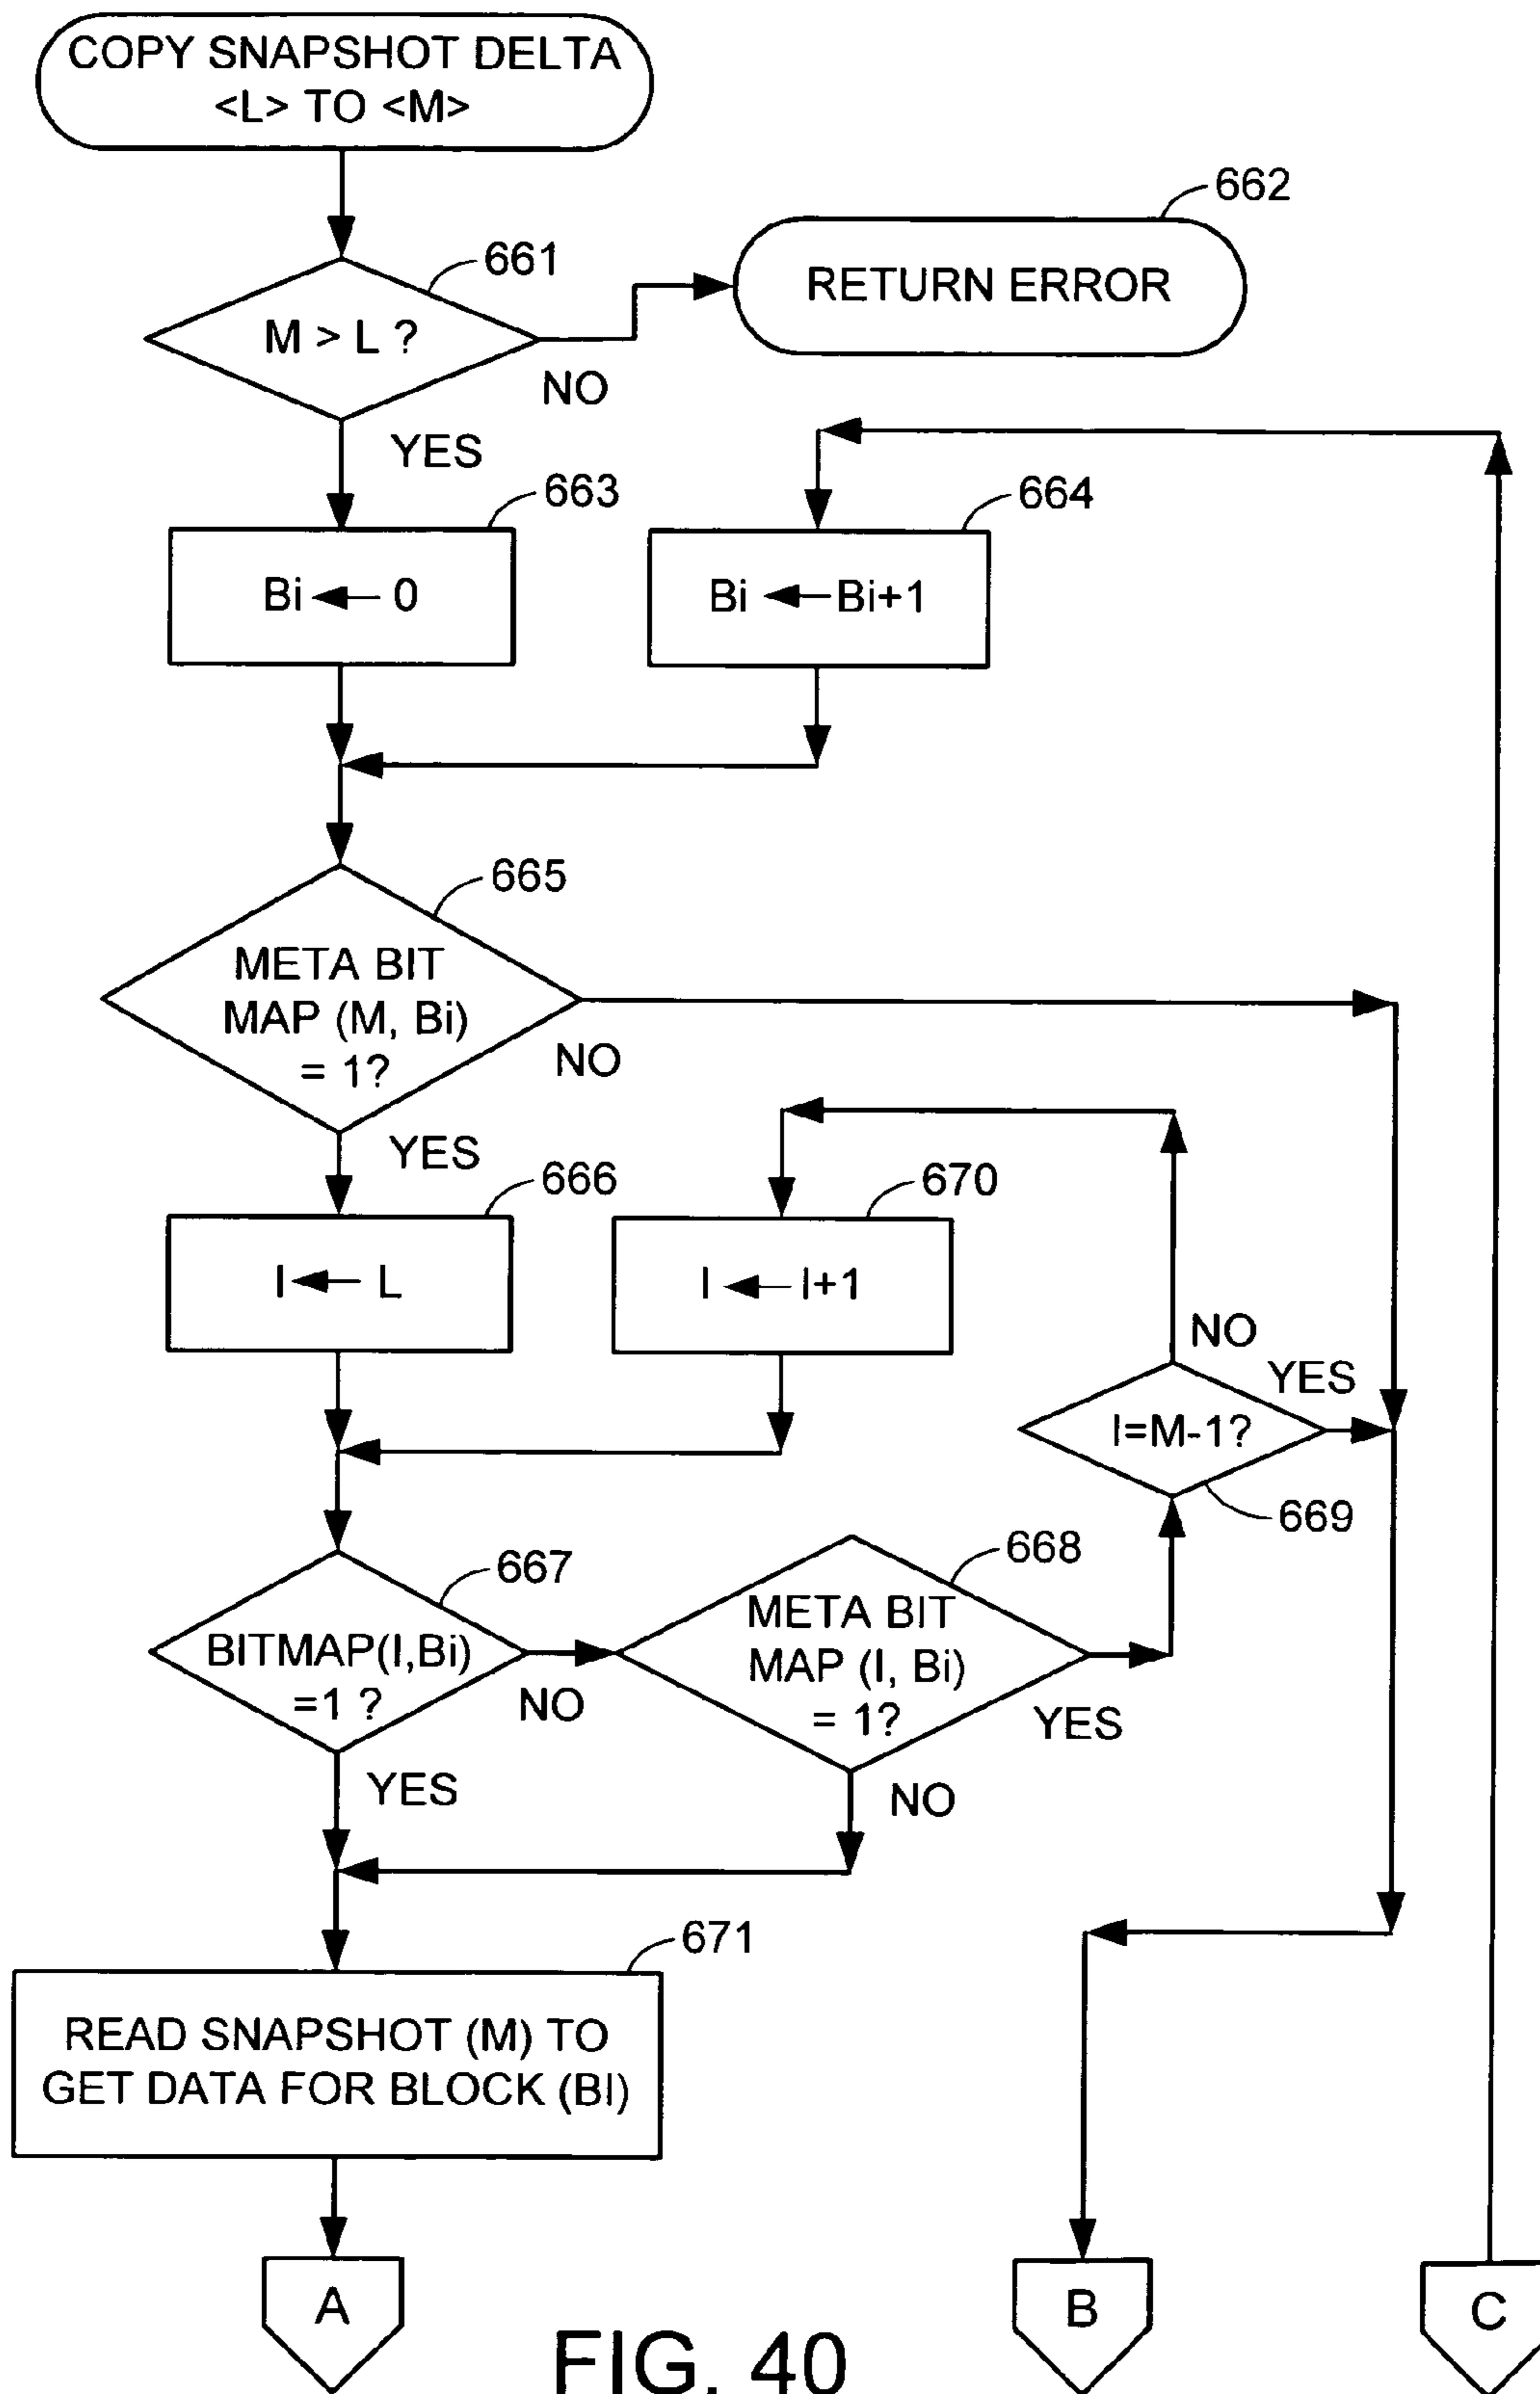 COPY SNAPSHOT DELTA
<L> TO <M>
662
661
RETURN ERROR
M > L ?
NO
YES
663
664
Bi ← 0
Bi ← Bi+1
665
META BIT
MAP (M, Bi)
= 1?
NO
YES
666
670
I ← L
I ← I+1
NO
YES
I=M-1?
669
667
668
BITMAP(I,Bi)
=1 ?
NO
META BIT
MAP (I, Bi)
= 1?
YES
YES
NO
671
READ SNAPSHOT (M) TO
GET DATA FOR BLOCK (BI)
A
B
C
FIG. 40